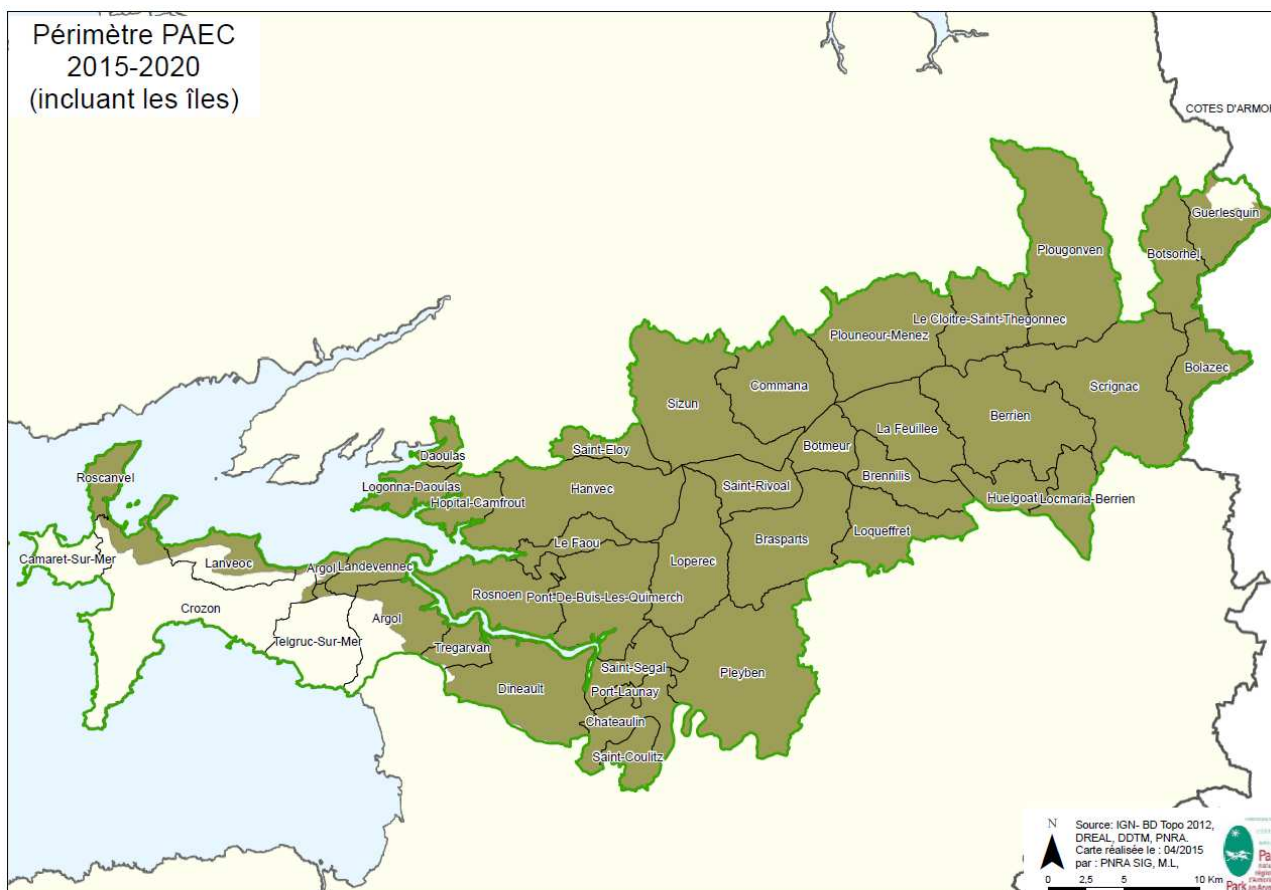 Périmètre PAEC
2015-2020
(incluant les îles)
COTES D'ARMOR
Guerlesquin
Plougonven
Botsorhel
Le Cloître-Saint-Thegonnec
Plouneour-Menez
Bolazec
Scrignac
Commana
Sizun
Berrien
La Feuillee
Botmeur
Saint-Eloy
Daoulas
Brennilis
Roscanvel
Logonna-Daoulas
Hanvec
Saint-Rivoal
Huelgoat
Locmaria-Berrien
Hopital-Camfrout
Loqueffret
Le Faou
Brasparts
Camaret-Sur-Mer
Lanveoc
Argol
Landevennec
Loperec
Rosnoen
Pont-De-Buis-Les-Quimerch
Crozon
Argol
Telgruc-Sur-Mer
Tregarvan
Saint-Segal
Pleyben
Dineault
Port-Launay
Chateaulin
Saint-Coulitz
N
Source: IGN- BD Topo 2012,
DREAL, DDTM, PNRA.
Carte réalisée le : 04/2015
par : PNRA SIG, M.L,
0 2,5 5 10 Km
Park